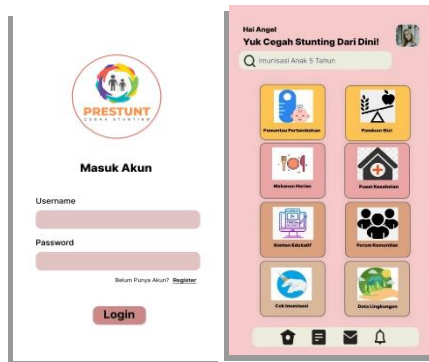 PRESTUNT
CEGAH STUNTING
Masuk Akun
Username
Password
Belum Punya Akun? Register
Login
Hai Angel
Yuk Cegah Stunting Dari Dini!
Imunisasi Anak 5 Tahun
Pemantau Pertumbuhan
Panduan Gizi
Makanan Harian
Pusat Kesehatan
Konten Edukatif
Forum Komunitas
Cek Imunisasi
Data Lingkungan